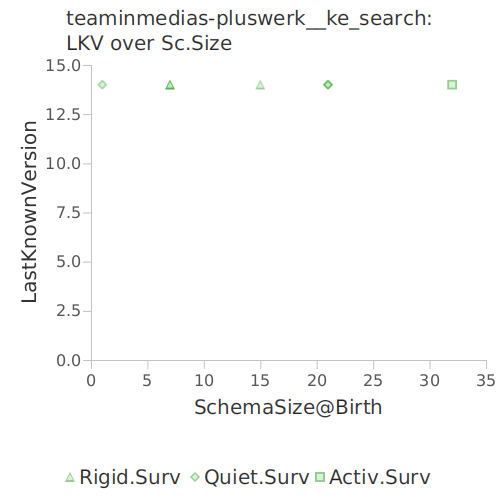 teaminmedias-pluswerk__ke_search:
LKV over Sc.Size
15.0
12.5
10.0
7.5
5.0
2.5
0.0
LastKnownVersion
0 5 10 15 20 25 30 35
SchemaSize@Birth
Rigid.Surv Quiet.Surv Activ.Surv